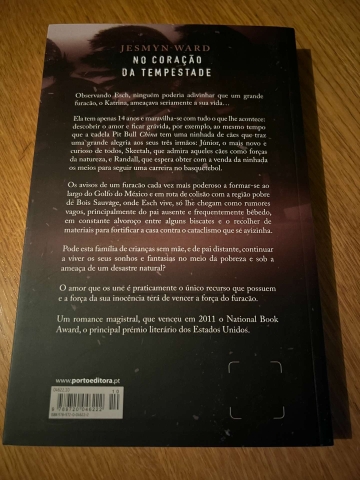 JESMYN WARD
NO CORAÇÃO
DA TEMPESTADE
Observando Esch, ninguém poderia adivinhar que um grande
furacão, o Katrina, ameaçava seriamente a sua vida…
Ela tem apenas 14 anos e maravilha-se com tudo o que lhe acontece:
descobrir o amor e ficar grávida, por exemplo, ao mesmo tempo
que a cadela Pit Bull China tem uma ninhada de cães que traz
uma grande alegria aos seus três irmãos: Júnior, o mais novo e
curioso de todos, Skeetah, que admira aqueles cães como forças
da natureza, e Randall, que espera obter com a venda da ninhada
os meios para seguir uma carreira no basquetebol.
Os avisos de um furacão cada vez mais poderoso a formar-se ao
largo do Golfo do México e em rota de colisão com a região pobre
de Bois Sauvage, onde Esch vive, só lhe chegam como rumores
vagos, principalmente do pai ausente e frequentemente bêbedo,
em constante alvoroço entre alguns biscates e o recolher de
materiais para fortificar a casa contra o cataclismo que se avizinha.
Pode esta família de crianças sem mãe, e de pai distante, continuar
a viver os seus sonhos e fantasias no meio da pobreza e sob a
ameaça de um desastre natural?
O amor que os une é praticamente o único recurso que possuem
e a força da sua inocência terá de vencer a força do furacão.
Um romance magistral, que venceu em 2011 o National Book
Award, o principal prémio literário dos Estados Unidos.
www.portoeditora.pt